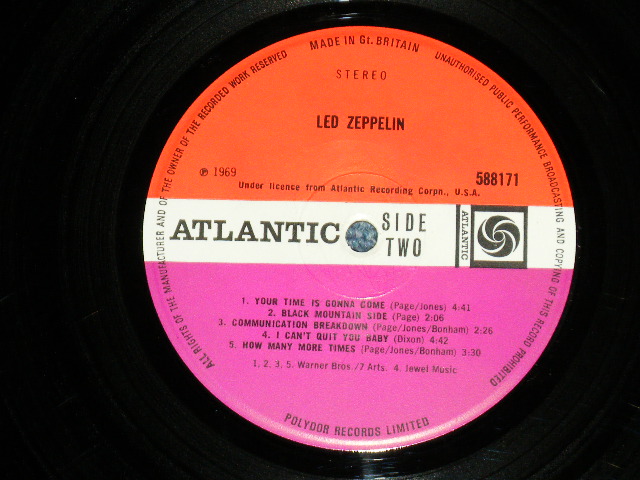 MADE IN Gt. BRITAIN
UNAUTHORISED PUBLIC PERFORMANCE BROADCASTING AND COPYING OF THIS RECORD PROHIBITED
ALL RIGHTS OF THE MANUFACTURER AND OF THE OWNER OF THE RECORDED WORK RESERVED
STEREO
LED ZEPPELIN
℗ 1969
588171
Under licence from Atlantic Recording Corpn., U.S.A.
ATLANTIC
SIDE
TWO
ATLANTIC
1. YOUR TIME IS GONNA COME (Page/Jones) 4:41
2. BLACK MOUNTAIN SIDE (Page) 2:06
3. COMMUNICATION BREAKDOWN (Page/Jones/Bonham) 2:26
4. I CAN'T QUIT YOU BABY (Dixon) 4:42
5. HOW MANY MORE TIMES (Page/Jones/Bonham) 3:30
1, 2, 3, 5. Warner Bros./7 Arts. 4. Jewel Music
POLYDOR RECORDS LIMITED